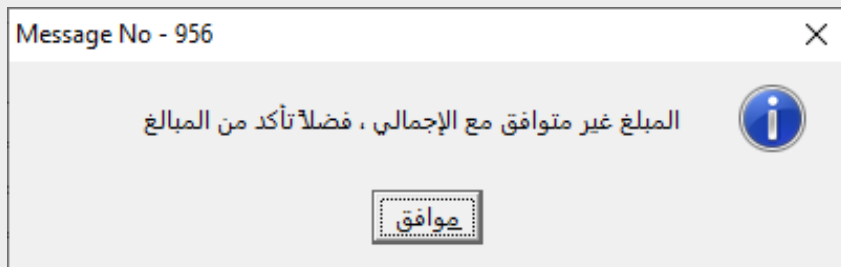 Message No - 956
المبلغ غير متوافق مع الإجمالي ، فضلاً تأكد من المبالغ
موافق